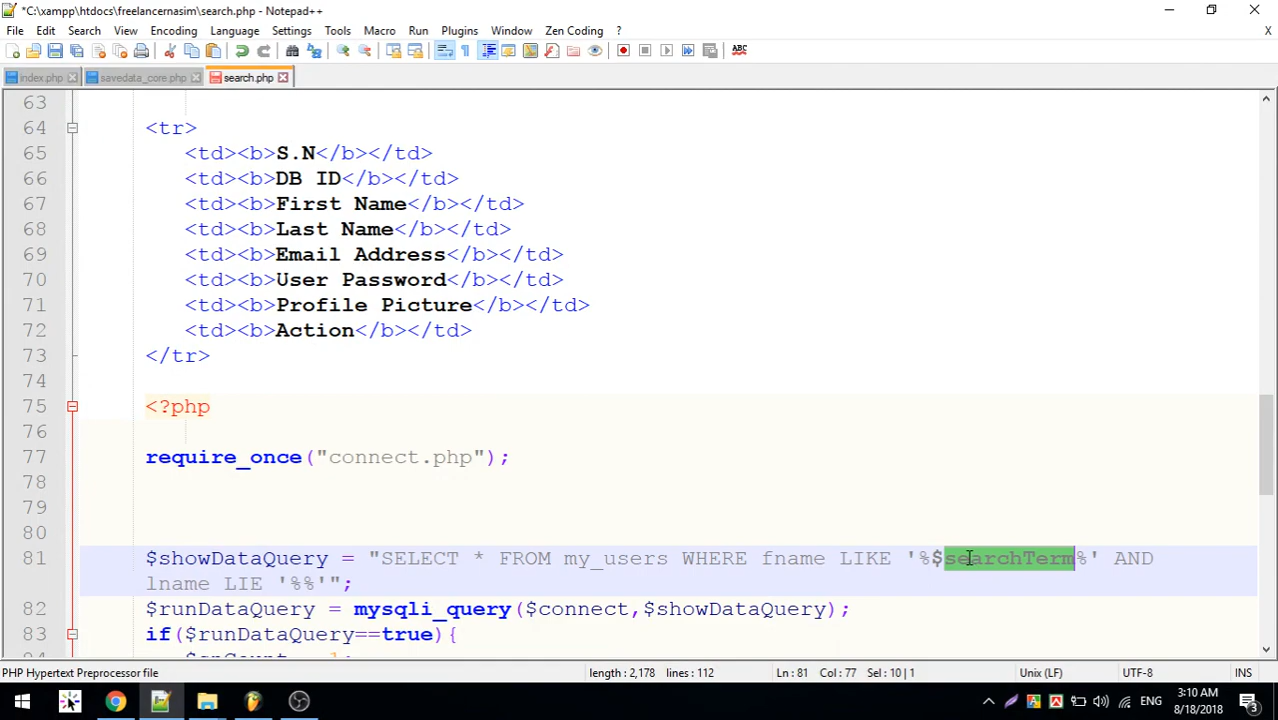 *C:\xampp\htdocs\freelancernasim\search.php - Notepad++
File Edit Search View Encoding Language Settings Tools Macro Run Plugins Window Zen Coding ? X
ABC
index.php savedata_core.php search.php
63
64 <tr>
65 <td><b>S.N</b></td>
66 <td><b>DB ID</b></td>
67 <td><b>First Name</b></td>
68 <td><b>Last Name</b></td>
69 <td><b>Email Address</b></td>
70 <td><b>User Password</b></td>
71 <td><b>Profile Picture</b></td>
72 <td><b>Action</b></td>
73 </tr>
74
75 <?php
76
77 require_once("connect.php");
78
79
80
81 $showDataQuery = "SELECT * FROM my_users WHERE fname LIKE '%$searchTerm%' AND
lname LIE '%%'";
82 $runDataQuery = mysqli_query($connect,$showDataQuery);
83 if($runDataQuery==true){
PHP Hypertext Preprocessor file length : 2,178 lines : 112 Ln : 81 Col : 77 Sel : 10 | 1 Unix (LF) UTF-8 INS
ENG 3:10 AM
8/18/2018 3